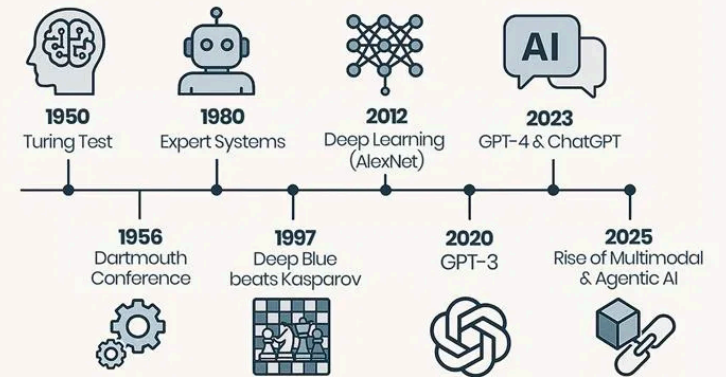 AI
1950
Turing Test
1980
Expert Systems
2012
Deep Learning
(AlexNet)
2023
GPT-4 & ChatGPT
1956
Dartmouth
Conference
1997
Deep Blue
beats Kasparov
2020
GPT-3
2025
Rise of Multimodal
& Agentic AI